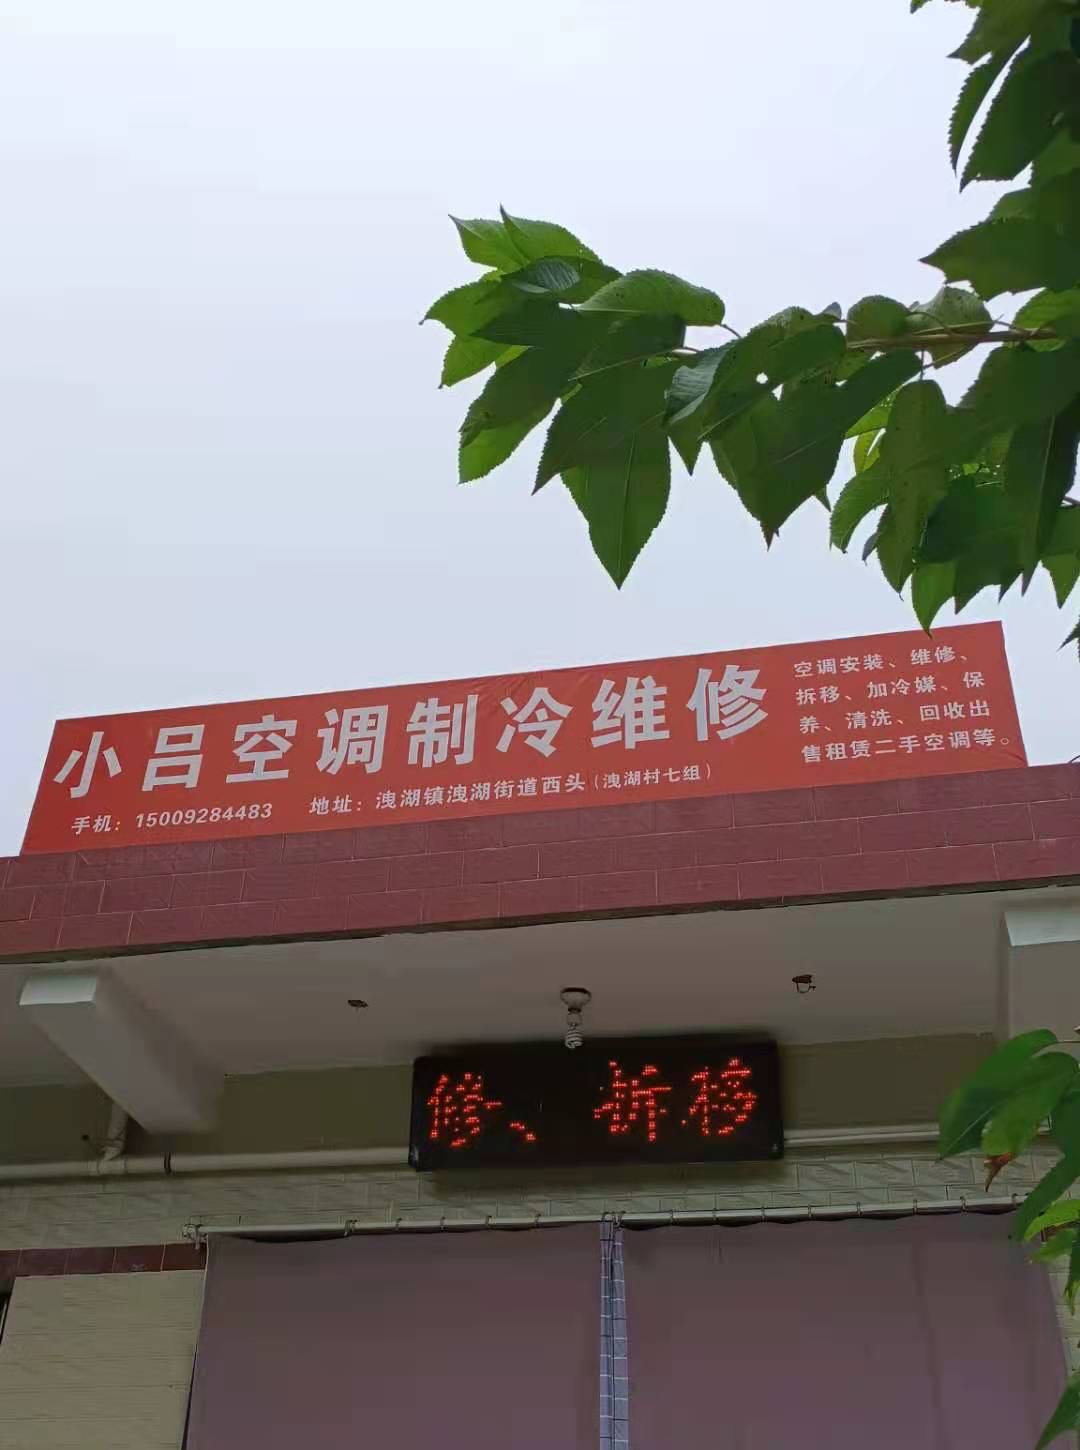 小吕空调制冷维修
空调安装、维修、
拆移、加冷媒、保
养、清洗、回收出
售租赁二手空调等。
手机：15009284483
地址：洩湖镇洩湖街道西头（洩湖村七组）
修、拆移